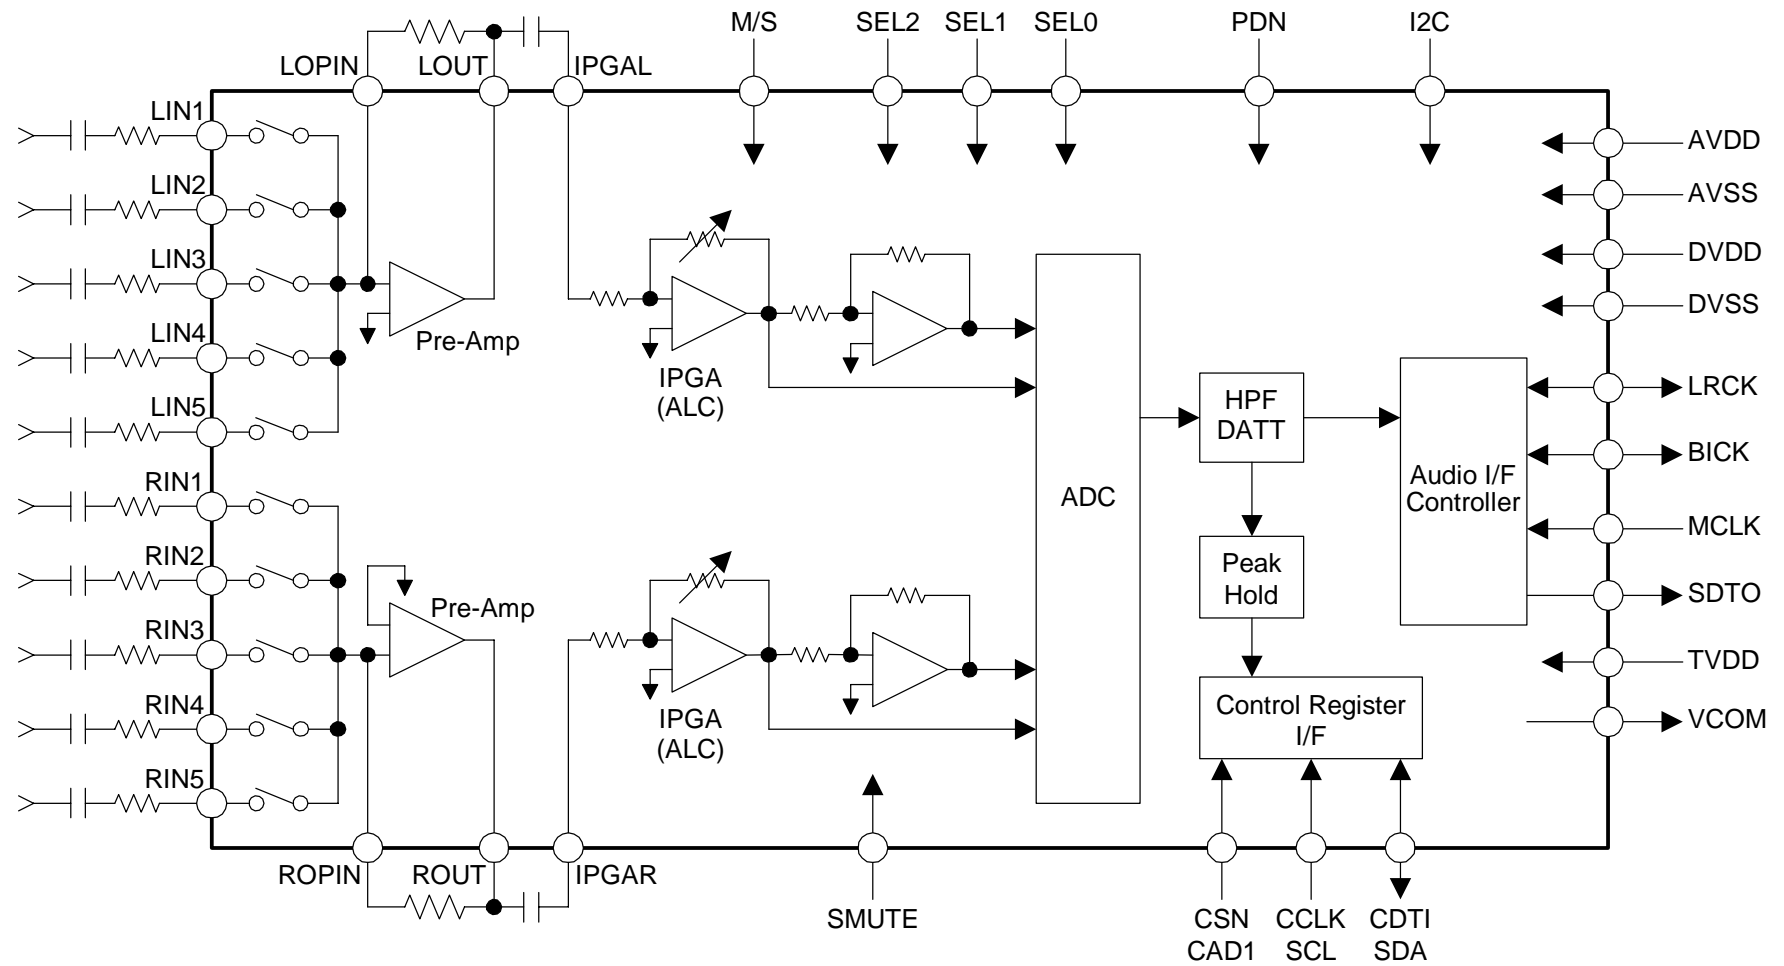 M/S SEL2 SEL1 SEL0 PDN I2C
LOPIN LOUT IPGAL
LIN1
LIN2
LIN3
LIN4
LIN5
RIN1
RIN2
RIN3
RIN4
RIN5
Pre-Amp
IPGA
(ALC)
Pre-Amp
IPGA
(ALC)
ADC
HPF
DATT
Peak
Hold
Control Register
I/F
Audio I/F
Controller
AVDD
AVSS
DVDD
DVSS
LRCK
BICK
MCLK
SDTO
TVDD
VCOM
ROPIN ROUT IPGAR
SMUTE
CSN CCLK CDTI
CAD1 SCL SDA